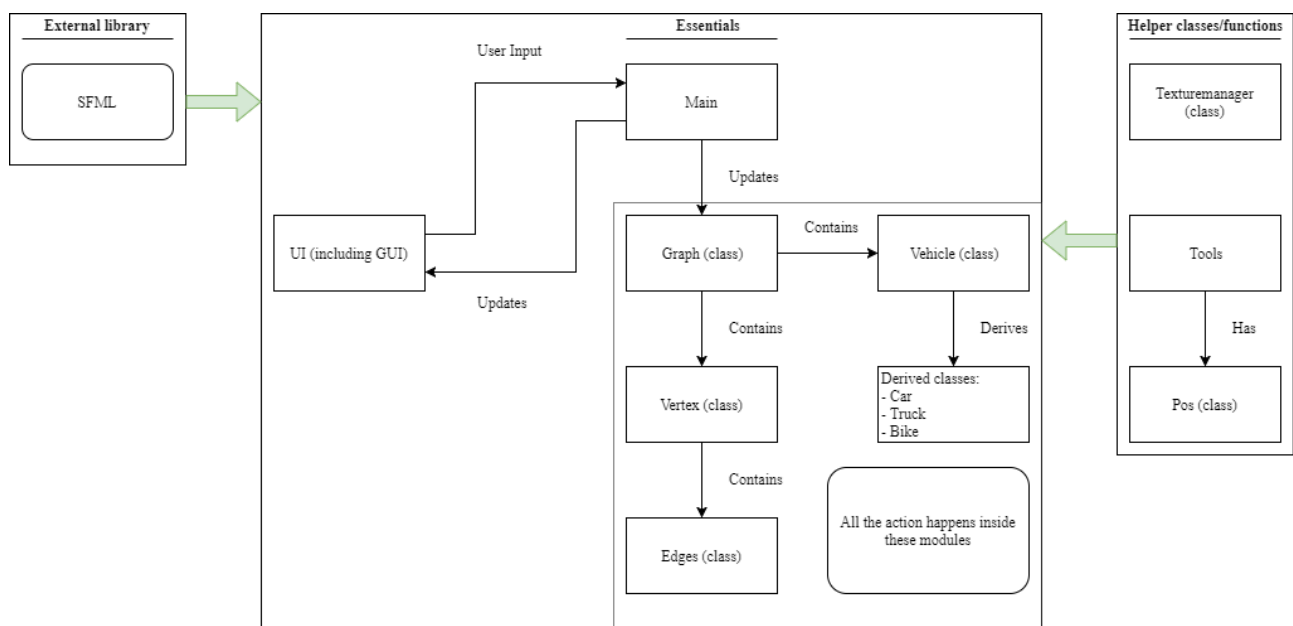 External library
SFML
Essentials
User Input
Main
Updates
UI (including GUI)
Updates
Graph (class)
Contains
Vehicle (class)
Contains
Derives
Vertex (class)
Derived classes:
- Car
- Truck
- Bike
Contains
Edges (class)
All the action happens inside
these modules
Helper classes/functions
Texturemanager
(class)
Tools
Has
Pos (class)